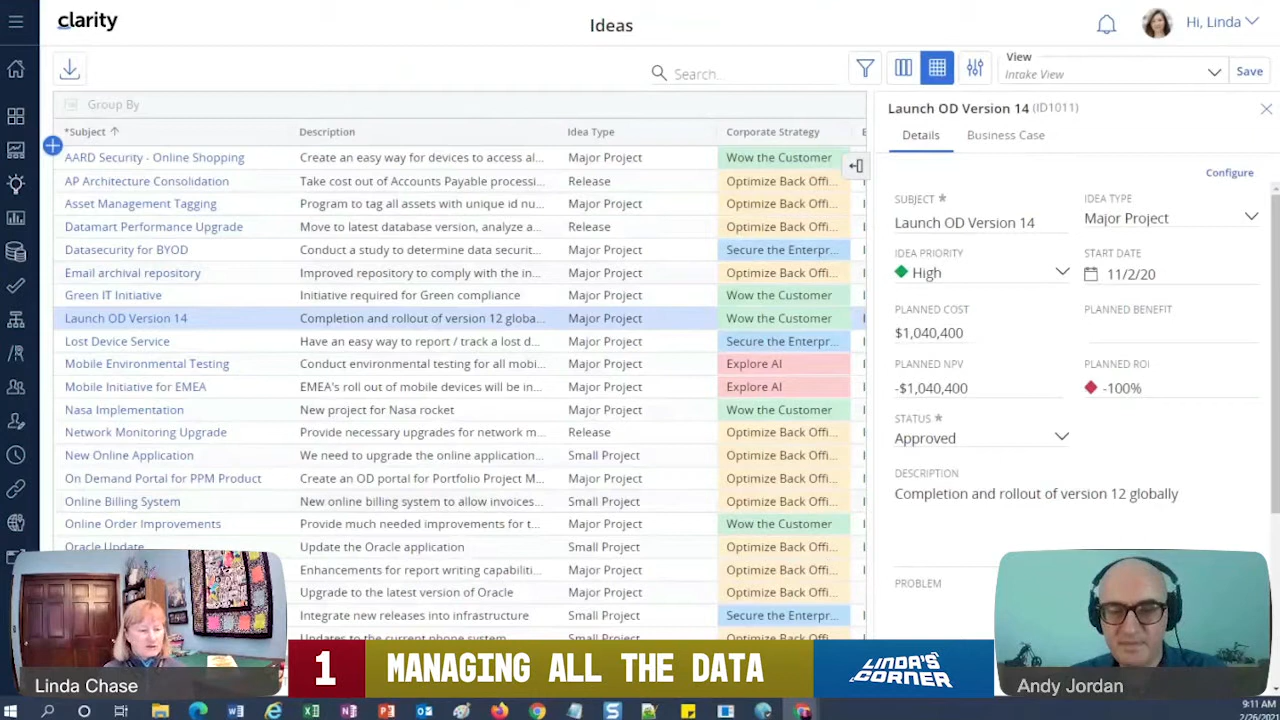 clarity
Ideas
Hi, Linda
Search...
View
Intake View
Save
Group By
*Subject
Description
Idea Type
Corporate Strategy
AARD Security - Online Shopping Create an easy way for devices to access al... Major Project Wow the Customer
AP Architecture Consolidation Take cost out of Accounts Payable processi... Release Optimize Back Offi...
Asset Management Tagging Program to tag all assets with unique id nu... Major Project Optimize Back Offi...
Datamart Performance Upgrade Move to latest database version, analyze a... Release Optimize Back Offi...
Datasecurity for BYOD Conduct a study to determine data securit... Major Project Secure the Enterpr...
Email archival repository Improved repository to comply with the in... Major Project Optimize Back Offi...
Green IT Initiative Initiative required for Green compliance Major Project Wow the Customer
Launch OD Version 14 Completion and rollout of version 12 globa... Major Project Wow the Customer
Lost Device Service Have an easy way to report / track a lost d... Major Project Secure the Enterpr...
Mobile Environmental Testing Conduct environmental testing for all mobi... Major Project Explore AI
Mobile Initiative for EMEA EMEA's roll out of mobile devices will be in... Major Project Explore AI
Nasa Implementation New project for Nasa rocket Major Project Wow the Customer
Network Monitoring Upgrade Provide necessary upgrades for network m... Release Optimize Back Offi...
New Online Application We need to upgrade the online application... Small Project Optimize Back Offi...
On Demand Portal for PPM Product Create an OD portal for Portfolio Project M... Major Project Optimize Back Offi...
Online Billing System New online billing system to allow invoices... Small Project Optimize Back Offi...
Online Order Improvements Provide much needed improvements for t... Major Project Wow the Customer
Oracle Update Update the Oracle application Small Project Optimize Back Offi...
Enhancements for report writing capabiliti... Major Project Optimize Back Offi...
Upgrade to the latest version of Oracle Major Project Optimize Back Offi...
Integrate new releases into infrastructure Small Project Secure the Enterpr...
Updates to the current phone system Small Project Optimize Back Offi...
Launch OD Version 14 (ID1011)
Details Business Case
Configure
SUBJECT *
Launch OD Version 14
IDEA TYPE
Major Project
IDEA PRIORITY
High
START DATE
11/2/20
PLANNED COST
$1,040,400
PLANNED BENEFIT
PLANNED NPV
-$1,040,400
PLANNED ROI
-100%
STATUS *
Approved
DESCRIPTION
Completion and rollout of version 12 globally
PROBLEM
Linda Chase
1 MANAGING ALL THE DATA
LINDA'S
CORNER
Andy Jordan
9:11 AM